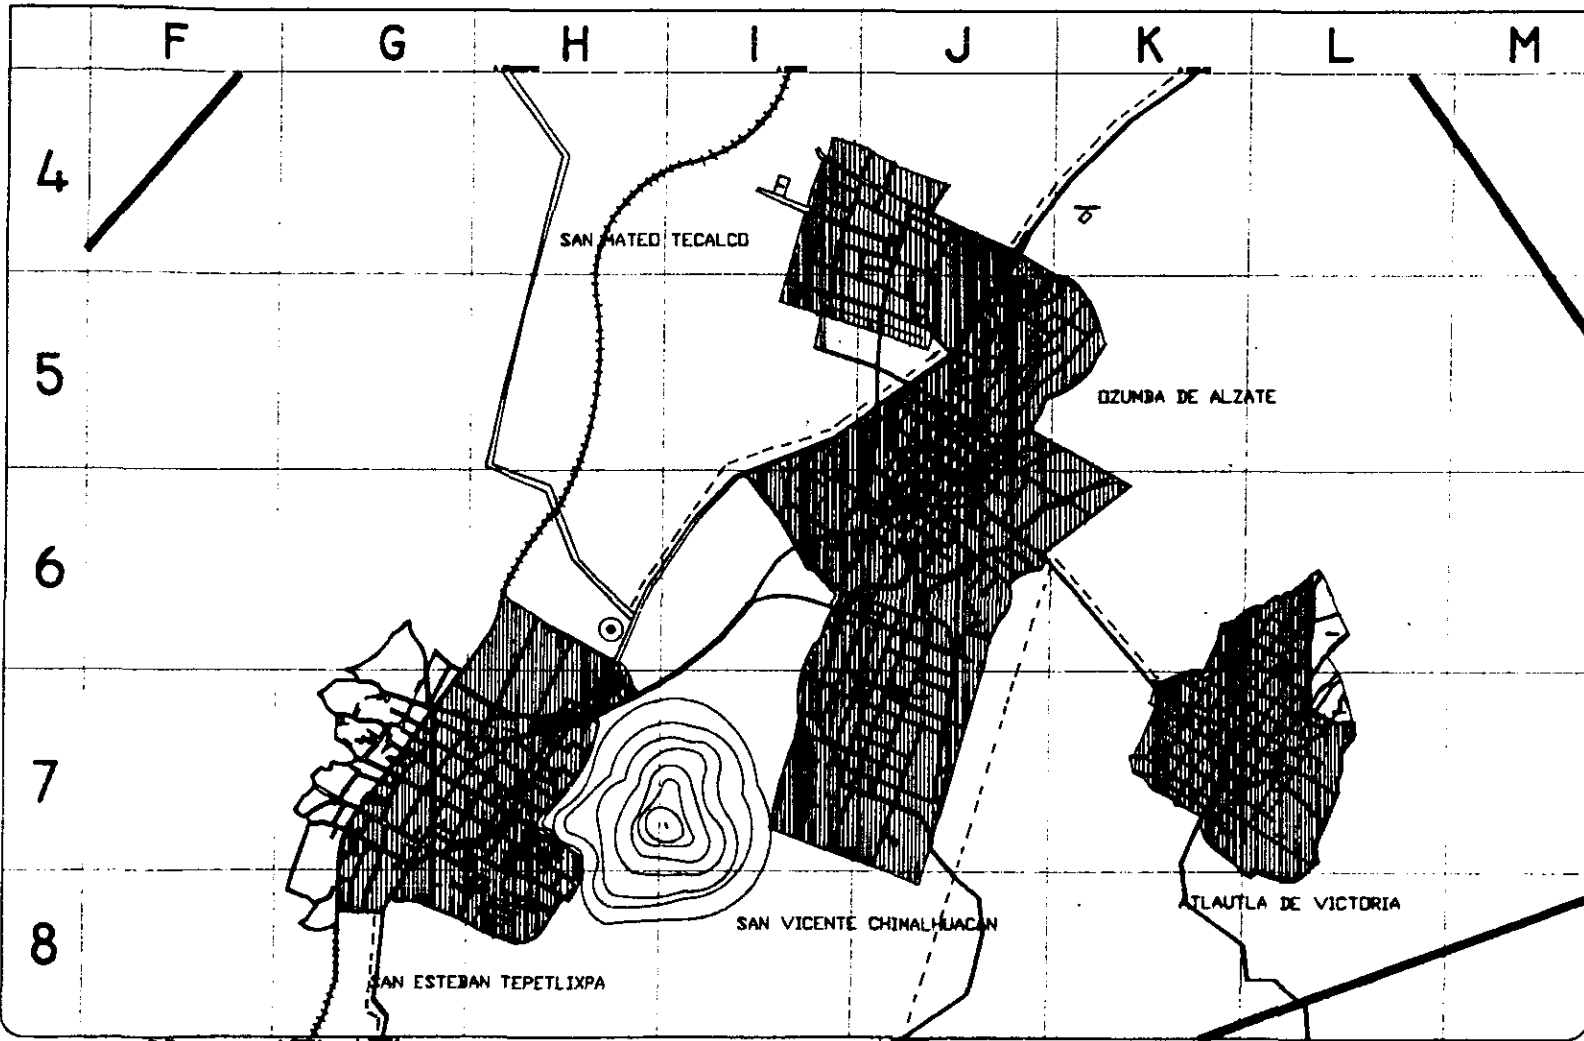 F G H I J K L M
4
SAN MATEO TECALCO
5
OZUMBA DE ALZATE
6
7
ATLAUTLA DE VICTORIA
SAN VICENTE CHIMALHUACAN
8
SAN ESTEBAN TEPETLIXPA